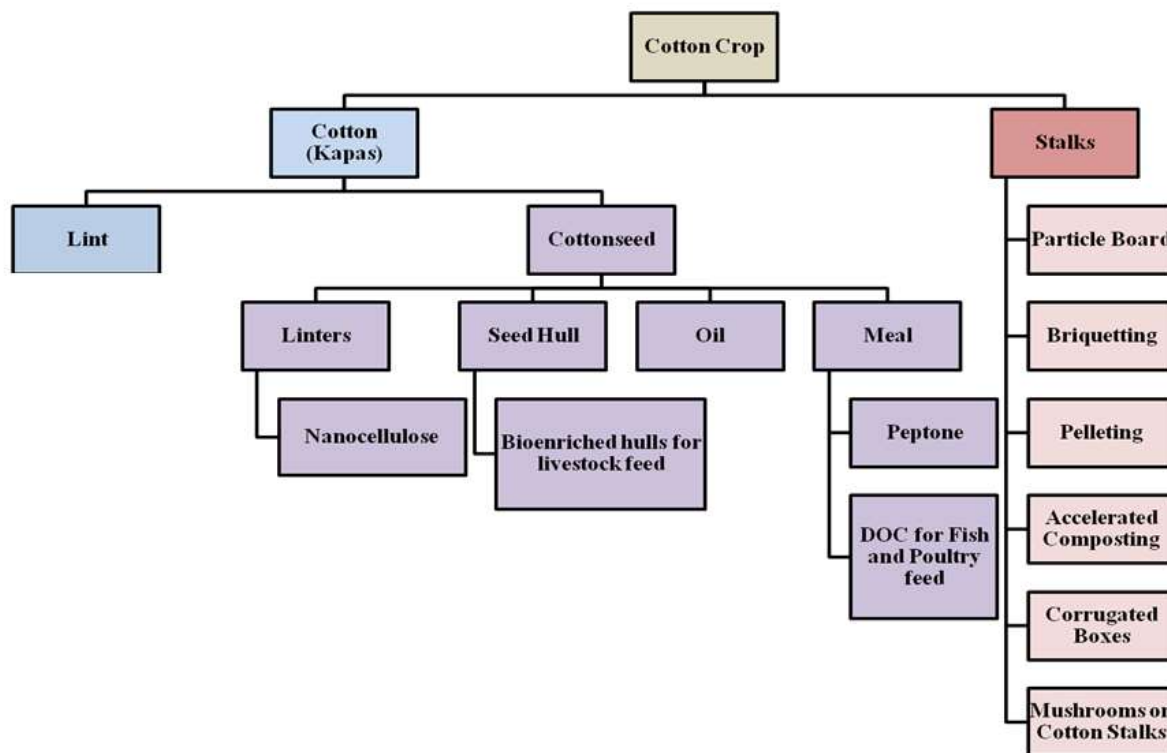 Cotton Crop
Cotton
(Kapas)
Stalks
Lint
Cottonseed
Particle Board
Linters
Seed Hull
Oil
Meal
Briquetting
Nanocellulose
Bioenriched hulls for
livestock feed
Peptone
Pelleting
DOC for Fish
and Poultry
feed
Accelerated
Composting
Corrugated
Boxes
Mushrooms on
Cotton Stalks